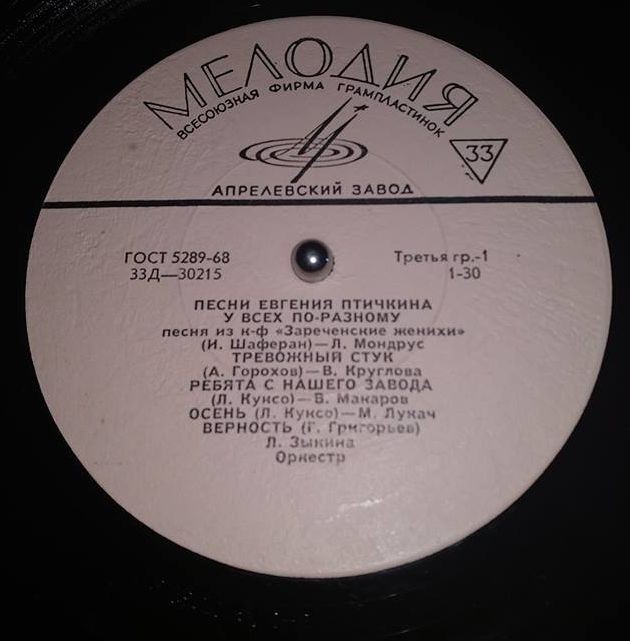 МЕЛОДИЯ
ВСЕСОЮЗНАЯ ФИРМА ГРАМПЛАСТИНОК
33
АПРЕЛЕВСКИЙ ЗАВОД
ГОСТ 5289-68 Третья гр.-1
33Д—30215 1-30
ПЕСНИ ЕВГЕНИЯ ПТИЧКИНА
У ВСЕХ ПО-РАЗНОМУ
песня из к-ф «Зареченские женихи»
(И. Шаферан)—Л. Мондрус
ТРЕВОЖНЫЙ СТУК
(А. Горохов)—В. Круглова
РЕБЯТА С НАШЕГО ЗАВОДА
(Л. Куксо)—В. Макаров
ОСЕНЬ (Л. Куксо)—М. Лукач
ВЕРНОСТЬ (Г. Григорьев)
Л. Зыкина
Оркестр